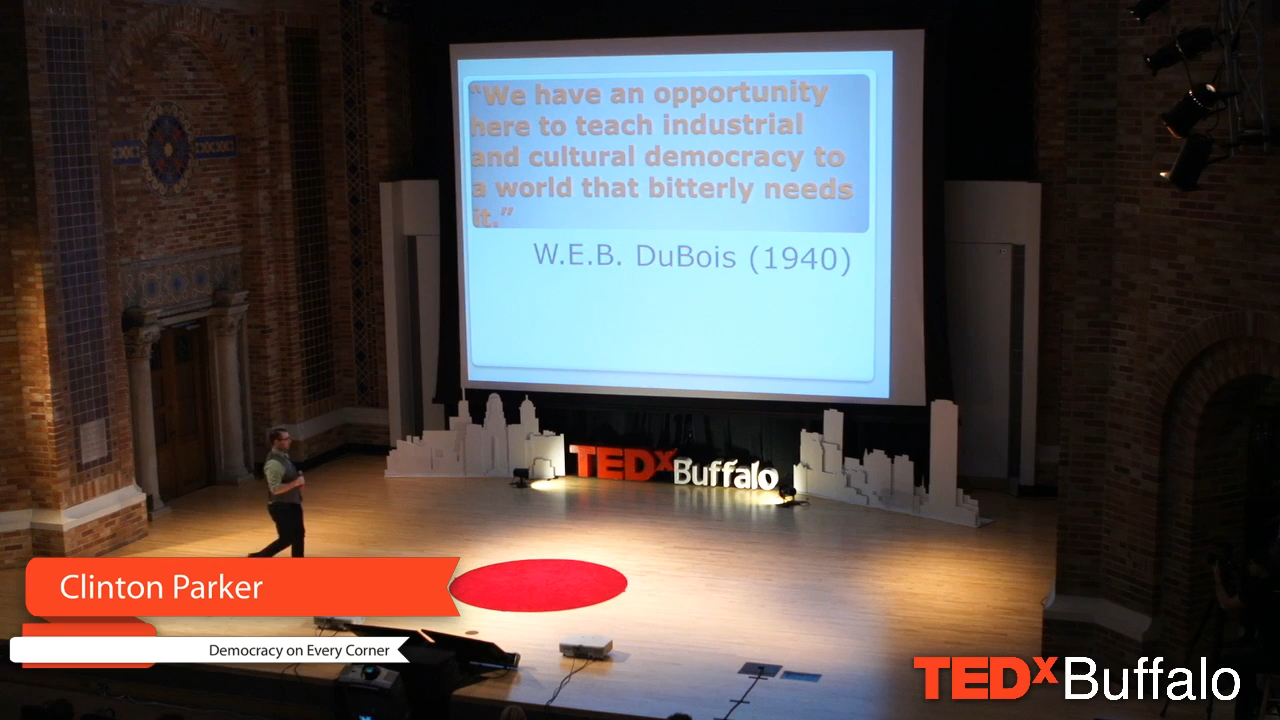 “We have an opportunity
here to teach industrial
and cultural democracy to
a world that bitterly needs
it.”
W.E.B. DuBois (1940)
TEDxBuffalo
Clinton Parker
Democracy on Every Corner
TEDxBuffalo